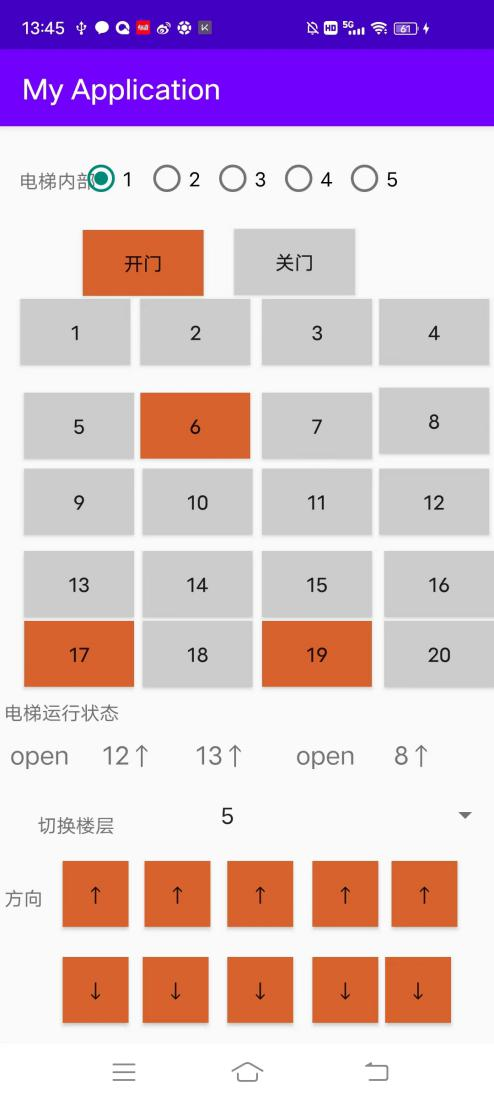 13:45 HD 5G 61
My Application
电梯内部 1 2 3 4 5
开门 关门
1 2 3 4
5 6 7 8
9 10 11 12
13 14 15 16
17 18 19 20
电梯运行状态
open 12↑ 13↑ open 8↑
切换楼层 5
方向 ↑ ↑ ↑ ↑ ↑
↓ ↓ ↓ ↓ ↓